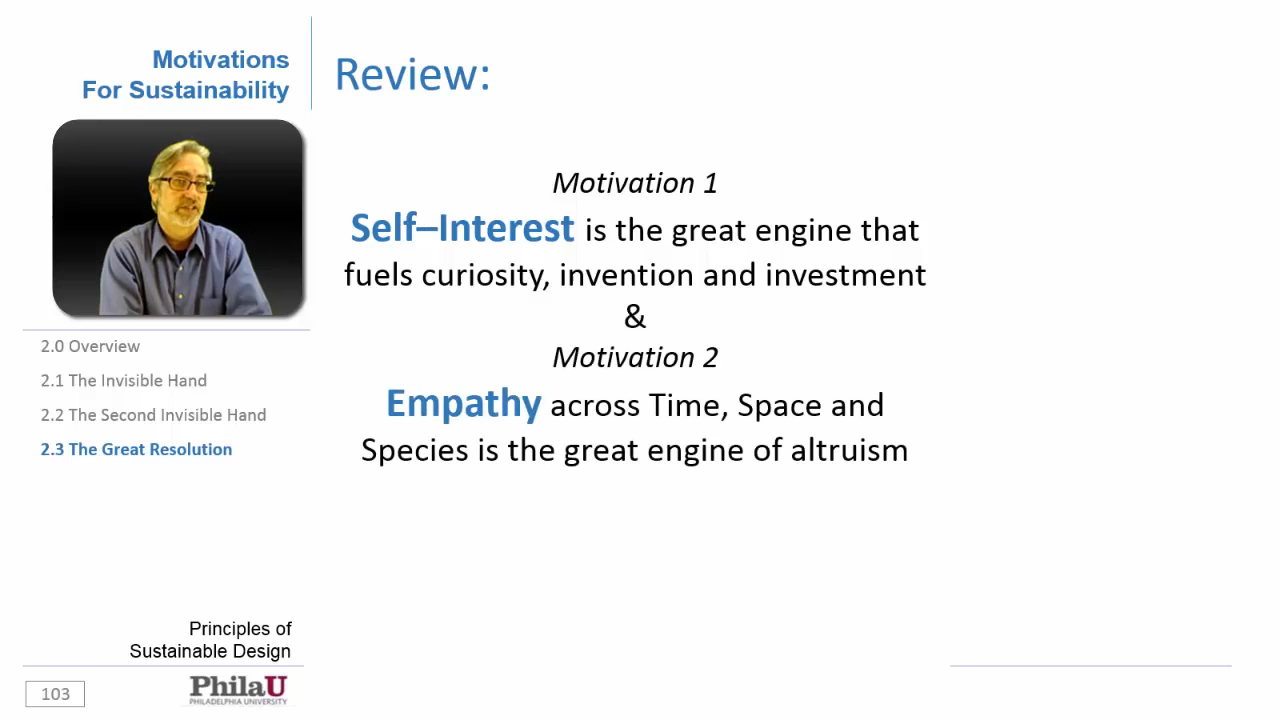 Motivations
For Sustainability
Review:
Motivation 1
Self–Interest is the great engine that
fuels curiosity, invention and investment
&
Motivation 2
Empathy across Time, Space and
Species is the great engine of altruism
2.0 Overview
2.1 The Invisible Hand
2.2 The Second Invisible Hand
2.3 The Great Resolution
Principles of
Sustainable Design
103
PhilaU
PHILADELPHIA UNIVERSITY